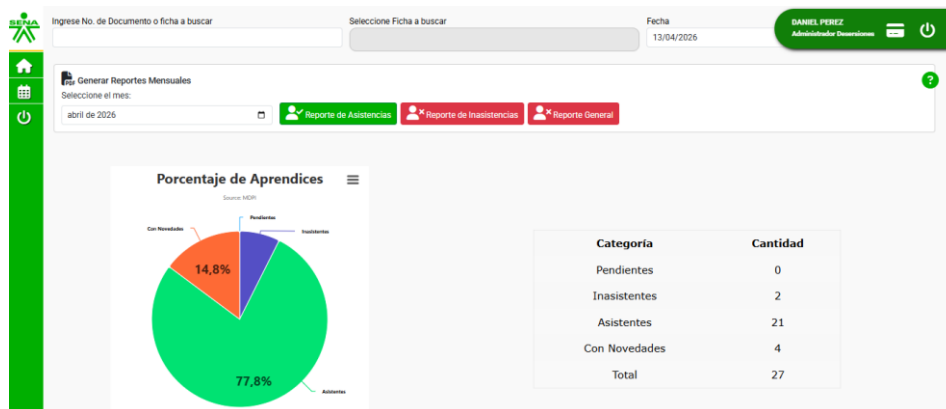 SENA
Ingrese No. de Documento o ficha a buscar
Seleccione Ficha a buscar
Fecha
13/04/2026
DANIEL PEREZ
Administrador Deserciones
PDF
Generar Reportes Mensuales
?
Seleccione el mes:
abril de 2026
Reporte de Asistencias
Reporte de Inasistencias
Reporte General
Porcentaje de Aprendices
Source: MDPI
Pendientes
Con Novedades
Inasistentes
14,8%
77,8%
Asistentes
Categoría Cantidad
Pendientes 0
Inasistentes 2
Asistentes 21
Con Novedades 4
Total 27